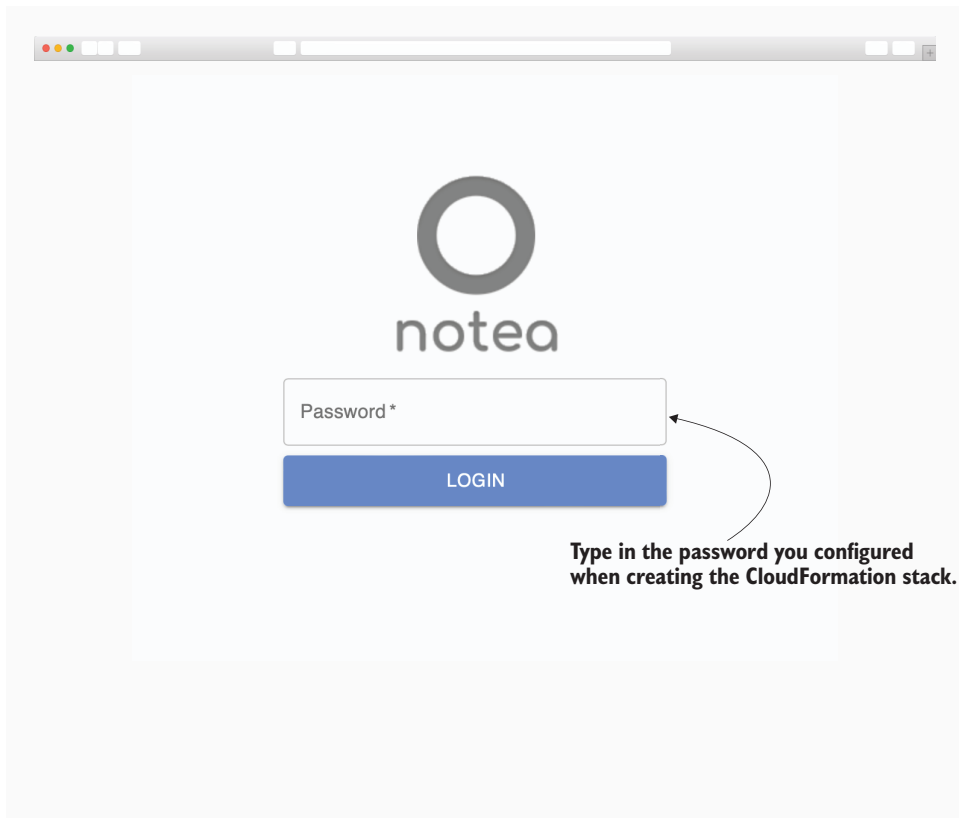 notea
Password *
LOGIN
Type in the password you configured
when creating the CloudFormation stack.